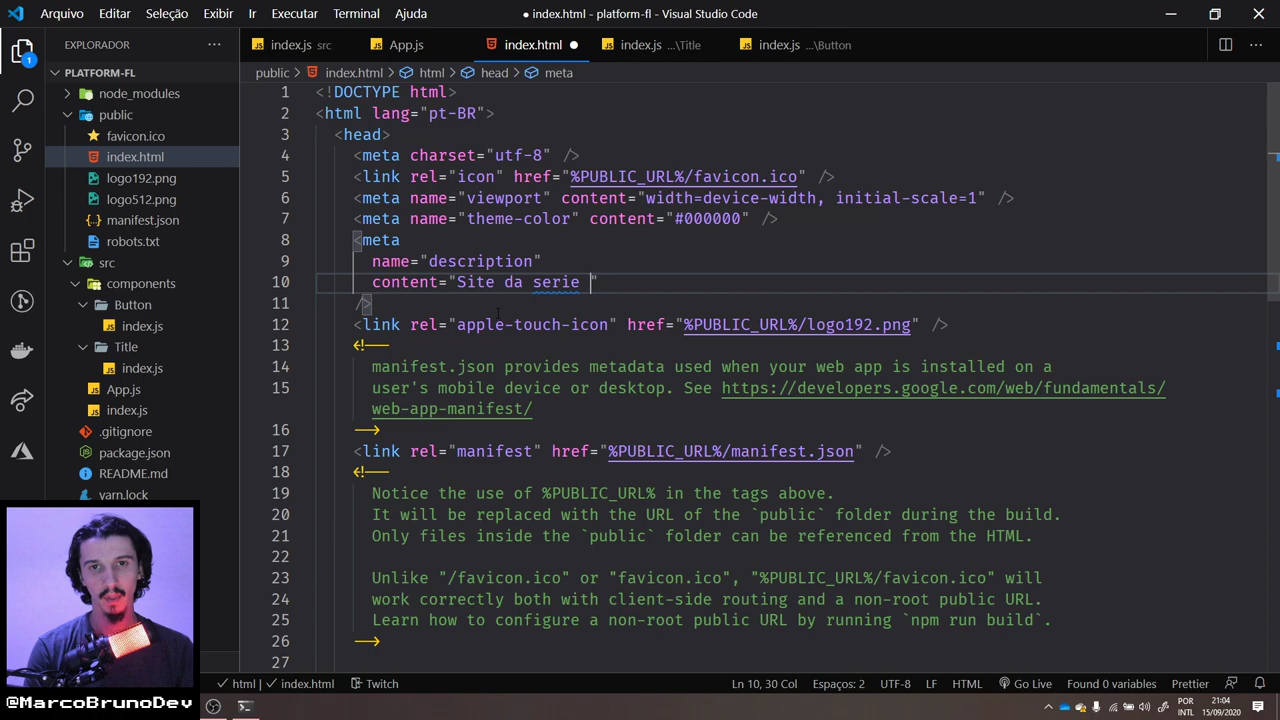 Arquivo Editar Seleção Exibir Ir Executar Terminal Ajuda
● index.html - platform-fl - Visual Studio Code
EXPLORADOR
index.js src
App.js
index.html
index.js ...\Title
index.js ...\Button
PLATFORM-FL
public > index.html > html > head > meta
node_modules
public
favicon.ico
index.html
logo192.png
logo512.png
manifest.json
robots.txt
src
components
Button
index.js
Title
index.js
App.js
index.js
.gitignore
package.json
README.md
yarn.lock
1
1 <!DOCTYPE html>
2 <html lang="pt-BR">
3 <head>
4 <meta charset="utf-8" />
5 <link rel="icon" href="%PUBLIC_URL%/favicon.ico" />
6 <meta name="viewport" content="width=device-width, initial-scale=1" />
7 <meta name="theme-color" content="#000000" />
8 <meta
9 name="description"
10 content="Site da serie "
11 />
12 <link rel="apple-touch-icon" href="%PUBLIC_URL%/logo192.png" />
13 <!--
14 manifest.json provides metadata used when your web app is installed on a
15 user's mobile device or desktop. See https://developers.google.com/web/fundamentals/
web-app-manifest/
16 -->
17 <link rel="manifest" href="%PUBLIC_URL%/manifest.json" />
18 <!--
19 Notice the use of %PUBLIC_URL% in the tags above.
20 It will be replaced with the URL of the `public` folder during the build.
21 Only files inside the `public` folder can be referenced from the HTML.
22
23 Unlike "/favicon.ico" or "favicon.ico", "%PUBLIC_URL%/favicon.ico" will
24 work correctly both with client-side routing and a non-root public URL.
25 Learn how to configure a non-root public URL by running `npm run build`.
26 -->
27
html index.html Twitch
Ln 10, 30 Col Espaços: 2 UTF-8 LF HTML Go Live Found 0 variables Prettier
@MarcoBrunoDev
POR
INTL
21:04
15/09/2020